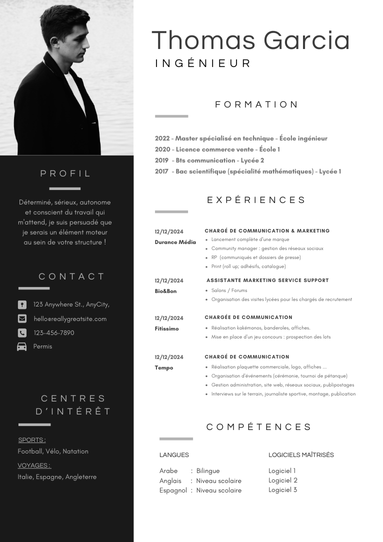 Thomas Garcia
INGÉNIEUR
PROFIL
Déterminé, sérieux, autonome
et conscient du travail qui
m'attend, je suis persuadé que
je serais un élément moteur
au sein de votre structure !
CONTACT
123 Anywhere St., AnyCity,
hello@reallygreatsite.com
123-456-7890
Permis
CENTRES
D'INTÉRÊT
SPORTS :
Football, Vélo, Natation
VOYAGES :
Italie, Espagne, Angleterre
FORMATION
2022 - Master spécialisé en technique - École ingénieur
2020 - Licence commerce vente - École 1
2019 - Bts communication - Lycée 2
2017 - Bac scientifique (spécialité mathématiques) - Lycée 1
EXPÉRIENCES
12/12/2024 CHARGÉ DE COMMUNICATION & MARKETING
Durance Média
• Lancement complète d'une marque
• Community manager : gestion des réseaux sociaux
• RP (communiqués et dossiers de presse)
• Print (roll up, adhésifs, catalogue)
12/12/2024 ASSISTANTE MARKETING SERVICE SUPPORT
Bio&Bon
• Salons / Forums
• Organisation des visites lycées pour les chargés de recrutement
12/12/2024 CHARGÉE DE COMMUNICATION
Fitissimo
• Réalisation kakémonos, banderoles, affiches
• Mise en place d'un jeu concours : prospection des lots
12/12/2024 CHARGÉ DE COMMUNICATION
Tempo
• Réalisation plaquette commerciale, logo, affiches ...
• Organisation d'événements (cérémonie, tournoi de pétanque)
• Gestion administration, site web, réseaux sociaux, publipostages
• Interviews sur le terrain, journaliste sportive, montage, publication
COMPÉTENCES
LANGUES
Arabe : Bilingue
Anglais : Niveau scolaire
Espagnol : Niveau scolaire
LOGICIELS MAÎTRISÉS
Logiciel 1
Logiciel 2
Logiciel 3